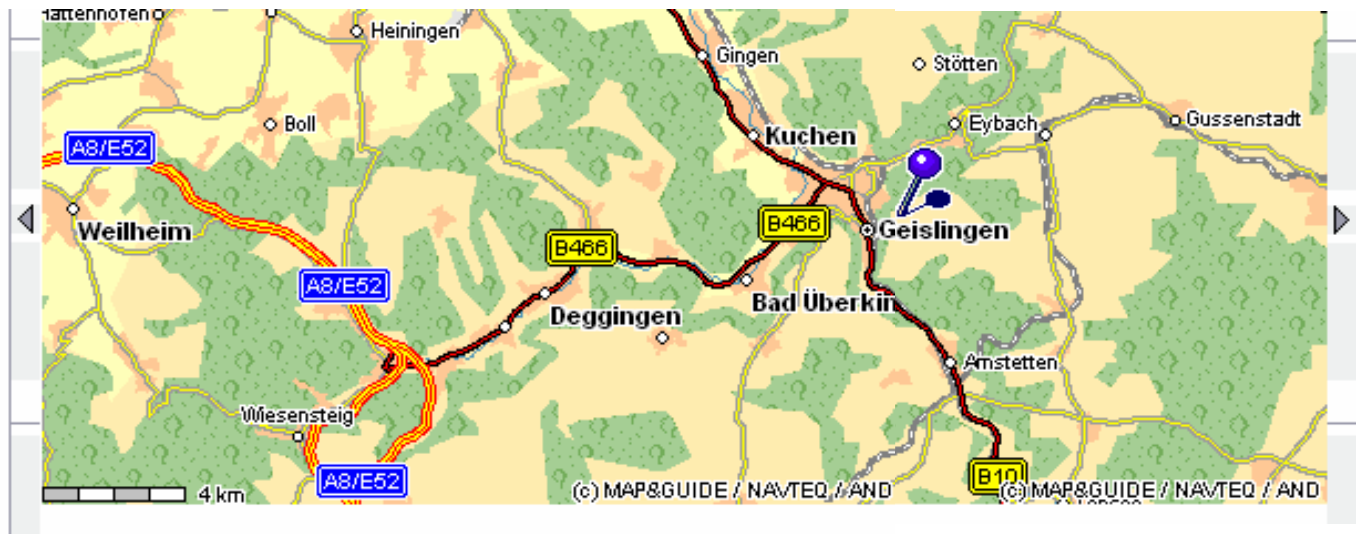 Hattenhofen
Heiningen
Gingen
Stötten
Boll
Kuchen
Eybach
Gussenstadt
A8/E52
Weilheim
B466
B466
Geislingen
A8/E52
Deggingen
Bad Überkin
Amstetten
Wiesensteig
A8/E52
B10
4 km
(c) MAP&GUIDE / NAVTEQ / AND
(c) MAP&GUIDE / NAVTEQ / AND